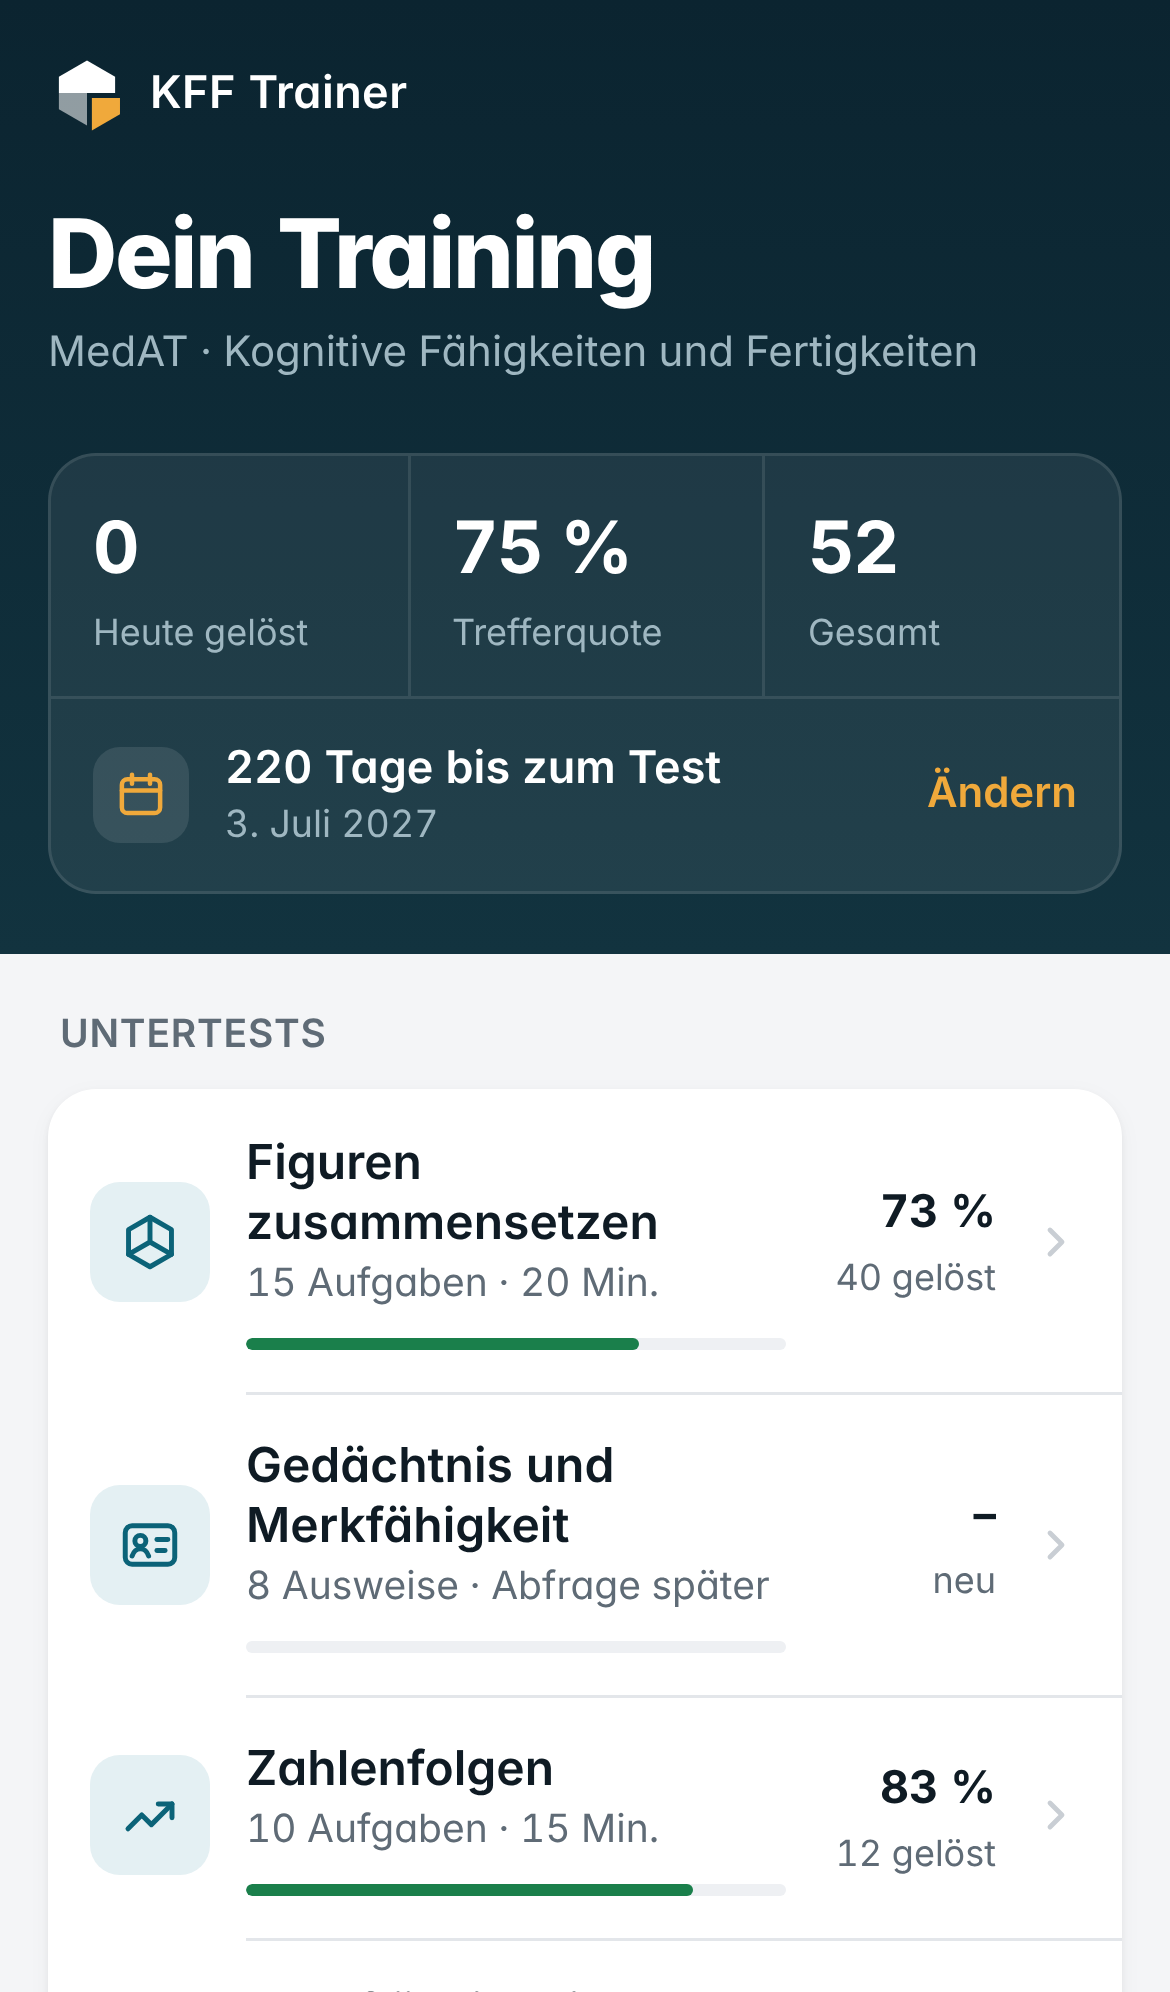 KFF Trainer
Dein Training
MedAT · Kognitive Fähigkeiten und Fertigkeiten
0
75 %
52
Heute gelöst
Trefferquote
Gesamt
220 Tage bis zum Test
3. Juli 2027
Ändern
UNTERTESTS
Figuren
zusammensetzen
15 Aufgaben · 20 Min.
73 %
40 gelöst
Gedächtnis und
Merkfähigkeit
8 Ausweise · Abfrage später
–
neu
Zahlenfolgen
10 Aufgaben · 15 Min.
83 %
12 gelöst